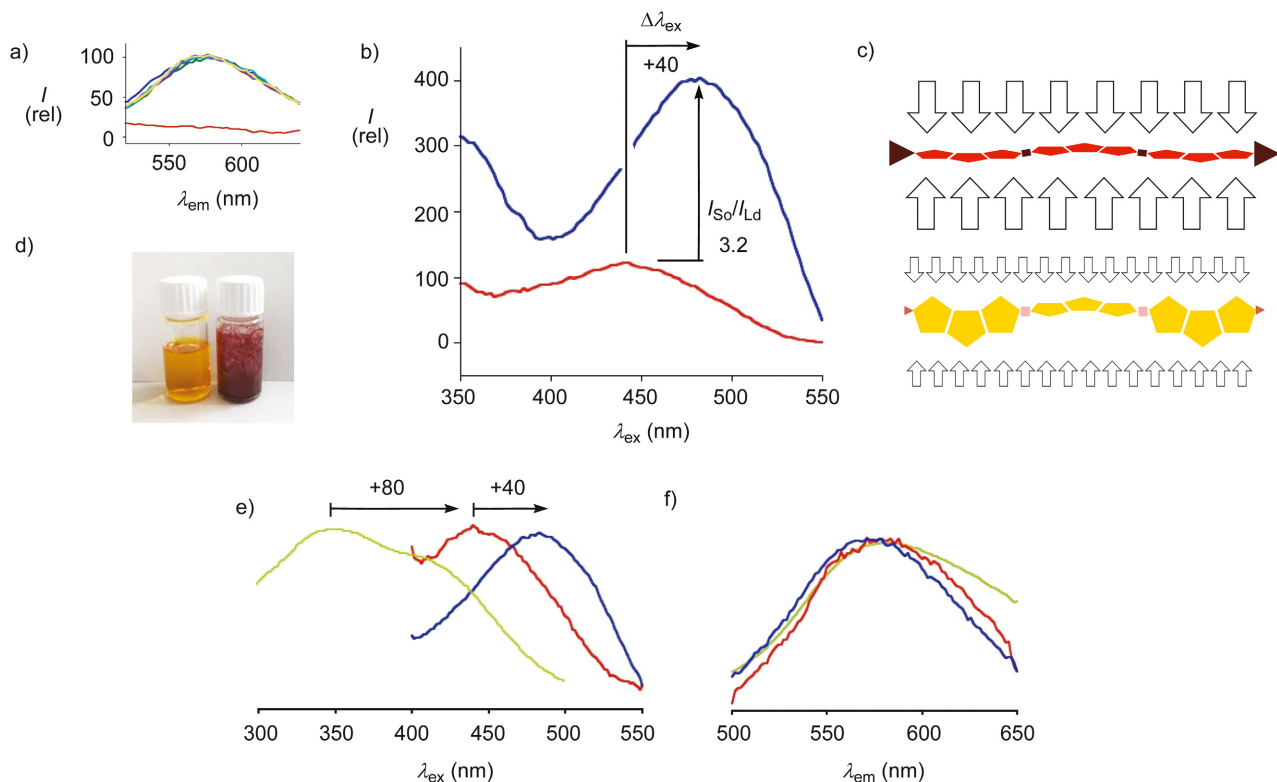 a)
100
50
0
I
(rel)
550 600
λem (nm)
b)
Δλex
+40
400
300
200
100
0
I
(rel)
ISo/ILd
3.2
350 400 450 500 550
λex (nm)
c)
d)
e)
+80 +40
300 350 400 450 500 550
λex (nm)
f)
500 550 600 650
λem (nm)